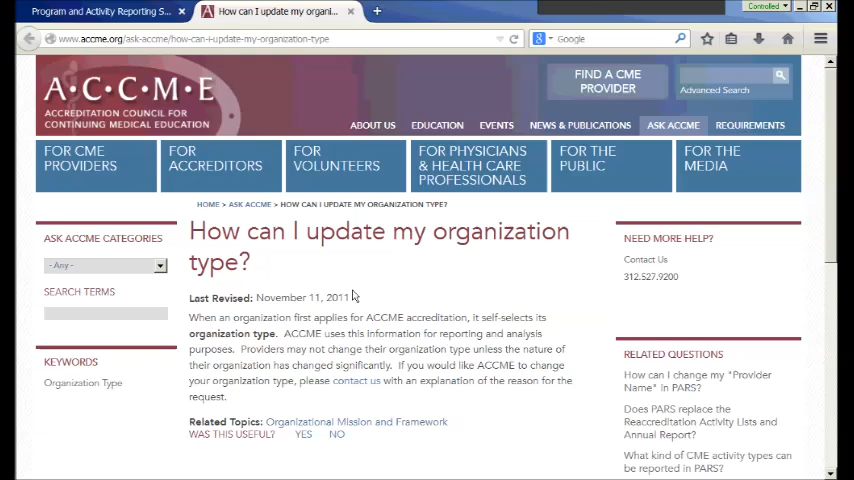 Program and Activity Reporting S...
How can I update my organi...
Controlled
www.accme.org/ask-accme/how-can-i-update-my-organization-type
Google
A·C·C·M·E
ACCREDITATION COUNCIL FOR
CONTINUING MEDICAL EDUCATION
FIND A CME
PROVIDER
Advanced Search
ABOUT US
EDUCATION
EVENTS
NEWS & PUBLICATIONS
ASK ACCME
REQUIREMENTS
FOR CME
PROVIDERS
FOR
ACCREDITORS
FOR
VOLUNTEERS
FOR PHYSICIANS
& HEALTH CARE
PROFESSIONALS
FOR THE
PUBLIC
FOR THE
MEDIA
HOME > ASK ACCME > HOW CAN I UPDATE MY ORGANIZATION TYPE?
ASK ACCME CATEGORIES
- Any -
SEARCH TERMS
KEYWORDS
Organization Type
How can I update my organization
type?
Last Revised: November 11, 2011
When an organization first applies for ACCME accreditation, it self-selects its
organization type. ACCME uses this information for reporting and analysis
purposes. Providers may not change their organization type unless the nature of
their organization has changed significantly. If you would like ACCME to change
your organization type, please contact us with an explanation of the reason for the
request.
Related Topics: Organizational Mission and Framework
WAS THIS USEFUL? YES NO
NEED MORE HELP?
Contact Us
312.527.9200
RELATED QUESTIONS
How can I change my "Provider
Name" in PARS?
Does PARS replace the
Reaccreditation Activity Lists and
Annual Report?
What kind of CME activity types can
be reported in PARS?